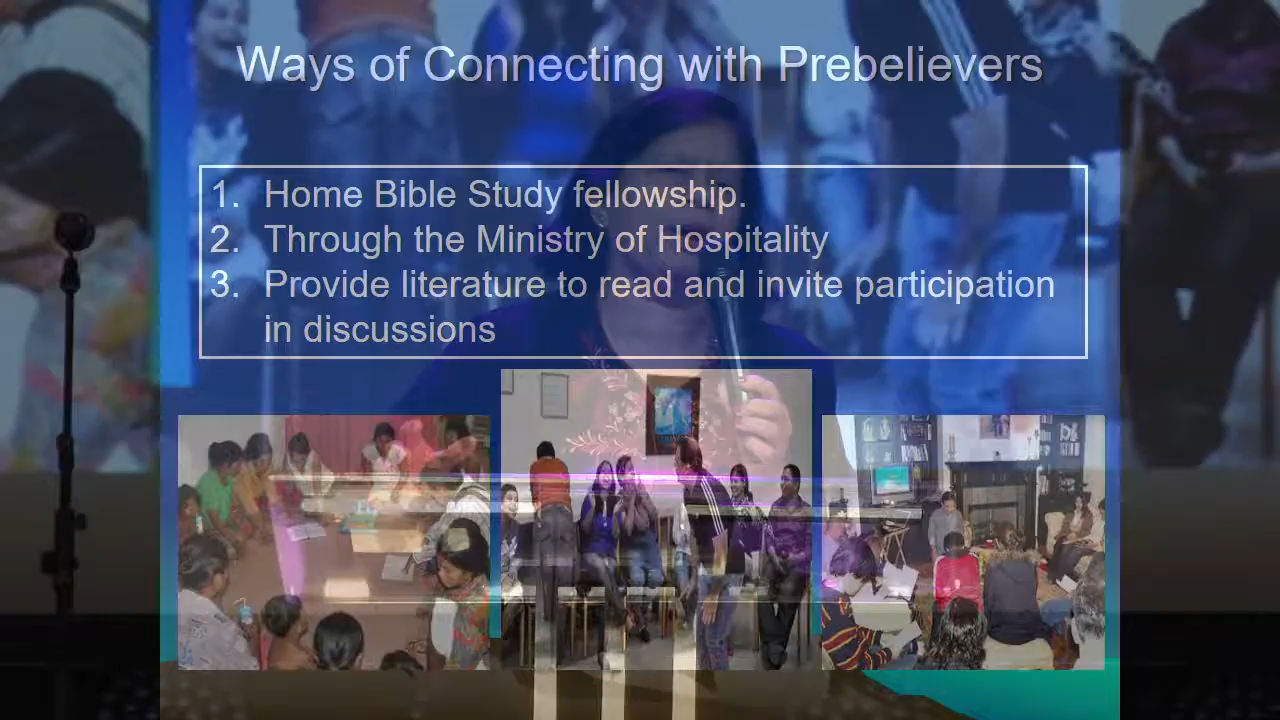 Ways of Connecting with Prebelievers
1. Home Bible Study fellowship.
2. Through the Ministry of Hospitality
3. Provide literature to read and invite participation
in discussions